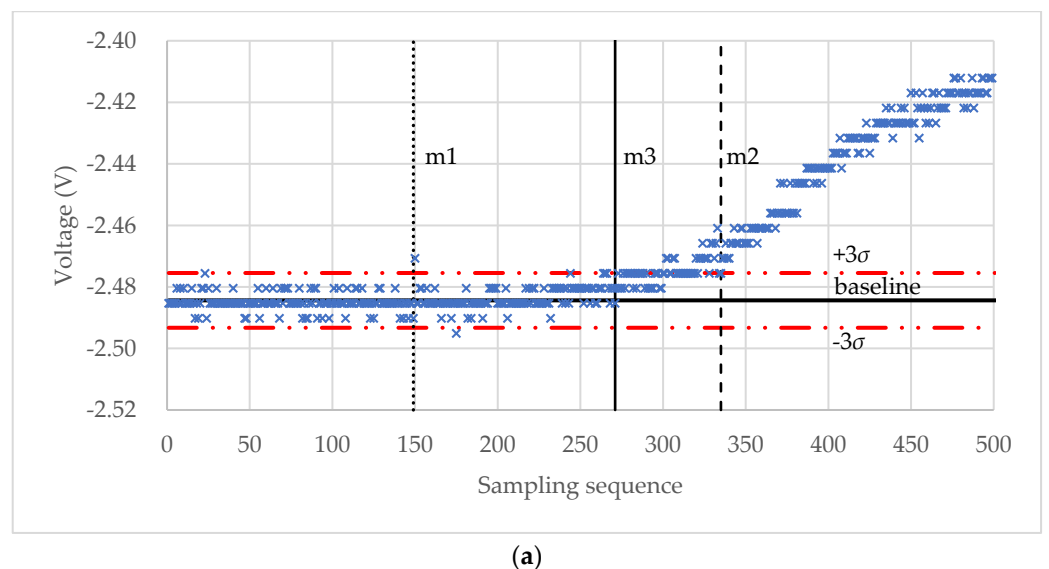 -2.40
-2.42
-2.44
-2.46
-2.48
-2.50
-2.52
Voltage (V)
m1
m3
m2
+3σ
baseline
-3σ
0 50 100 150 200 250 300 350 400 450 500
Sampling sequence
(a)